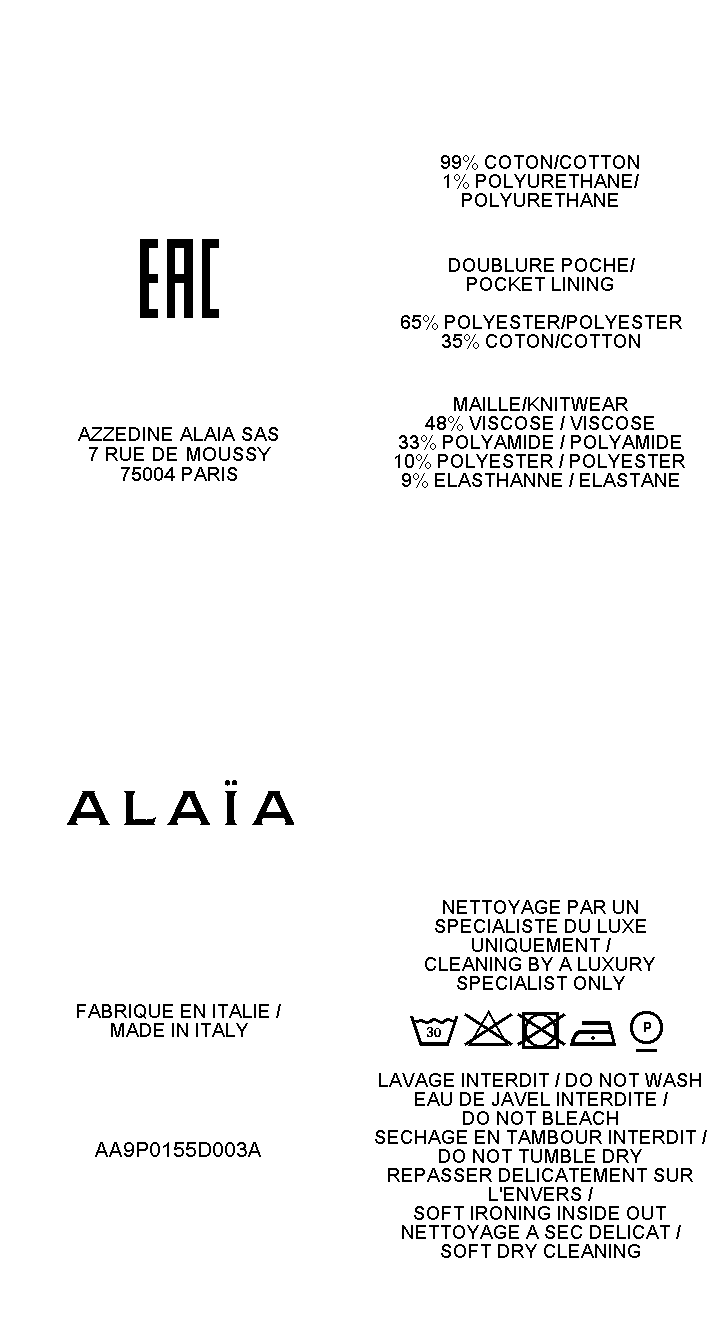 EAC
AZZEDINE ALAIA SAS
7 RUE DE MOUSSY
75004 PARIS
99% COTON/COTTON
1% POLYURETHANE/
POLYURETHANE
DOUBLURE POCHE/
POCKET LINING
65% POLYESTER/POLYESTER
35% COTON/COTTON
MAILLE/KNITWEAR
48% VISCOSE / VISCOSE
33% POLYAMIDE / POLYAMIDE
10% POLYESTER / POLYESTER
9% ELASTHANNE / ELASTANE
ALAÏA
FABRIQUE EN ITALIE /
MADE IN ITALY
AA9P0155D003A
NETTOYAGE PAR UN
SPECIALISTE DU LUXE
UNIQUEMENT /
CLEANING BY A LUXURY
SPECIALIST ONLY
30 P
LAVAGE INTERDIT / DO NOT WASH
EAU DE JAVEL INTERDITE /
DO NOT BLEACH
SECHAGE EN TAMBOUR INTERDIT /
DO NOT TUMBLE DRY
REPASSER DELICATEMENT SUR
L'ENVERS /
SOFT IRONING INSIDE OUT
NETTOYAGE A SEC DELICAT /
SOFT DRY CLEANING